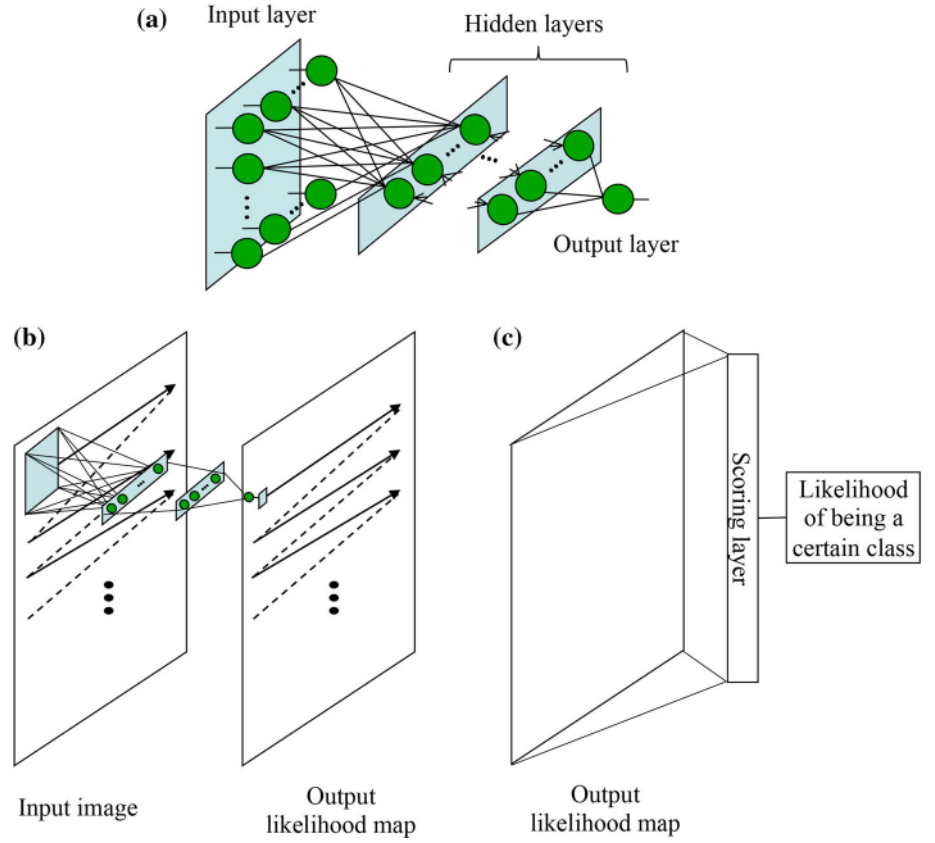 (a)
Input layer
Hidden layers
Output layer
(b)
(c)
Scoring layer
Likelihood
of being a
certain class
Input image
Output
likelihood map
Output
likelihood map